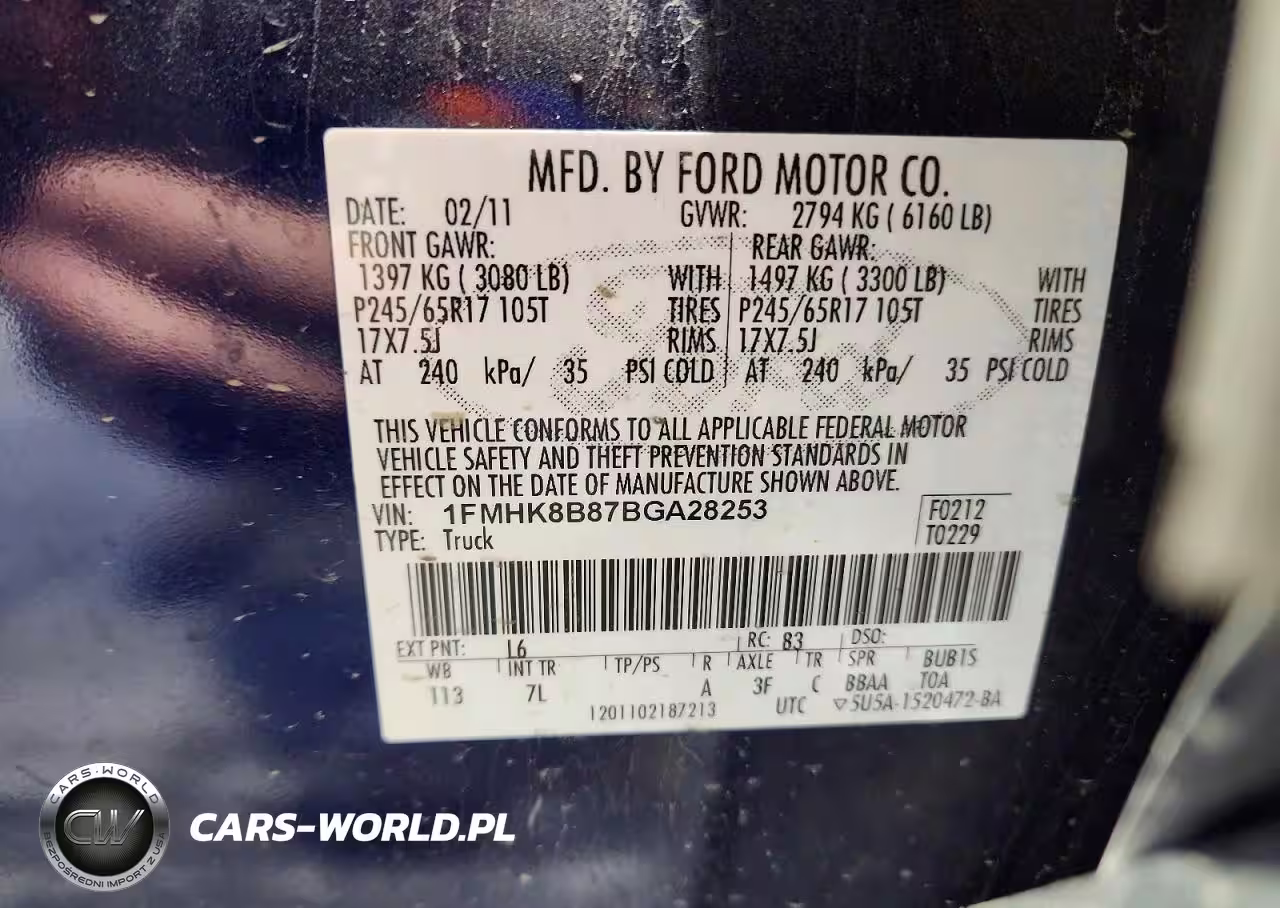 MFD. BY FORD MOTOR CO.
DATE: 02/11 GVWR: 2794 KG ( 6160 LB)
FRONT GAWR: REAR GAWR:
1397 KG ( 3080 LB) WITH 1497 KG ( 3300 LB) WITH
P245/65R17 105T TIRES P245/65R17 105T TIRES
17X7.5J RIMS 17X7.5J RIMS
AT 240 kPa/ 35 PSI COLD AT 240 kPa/ 35 PSI COLD
THIS VEHICLE CONFORMS TO ALL APPLICABLE FEDERAL MOTOR
VEHICLE SAFETY AND THEFT PREVENTION STANDARDS IN
EFFECT ON THE DATE OF MANUFACTURE SHOWN ABOVE.
VIN: 1FMHK8B87BGA28253 F0212
TYPE: Truck T0229
EXT PNT: L6 RC: 83 DSO:
WB INT TR TP/PS R AXLE TR SPR BUB1S
113 7L A 3F C BBAA TOA
1201102187213 UTC ▽5U5A-1520472-BA
CARS-WORLD
CW
BEZPOŚREDNI IMPORT Z USA
CARS-WORLD.PL